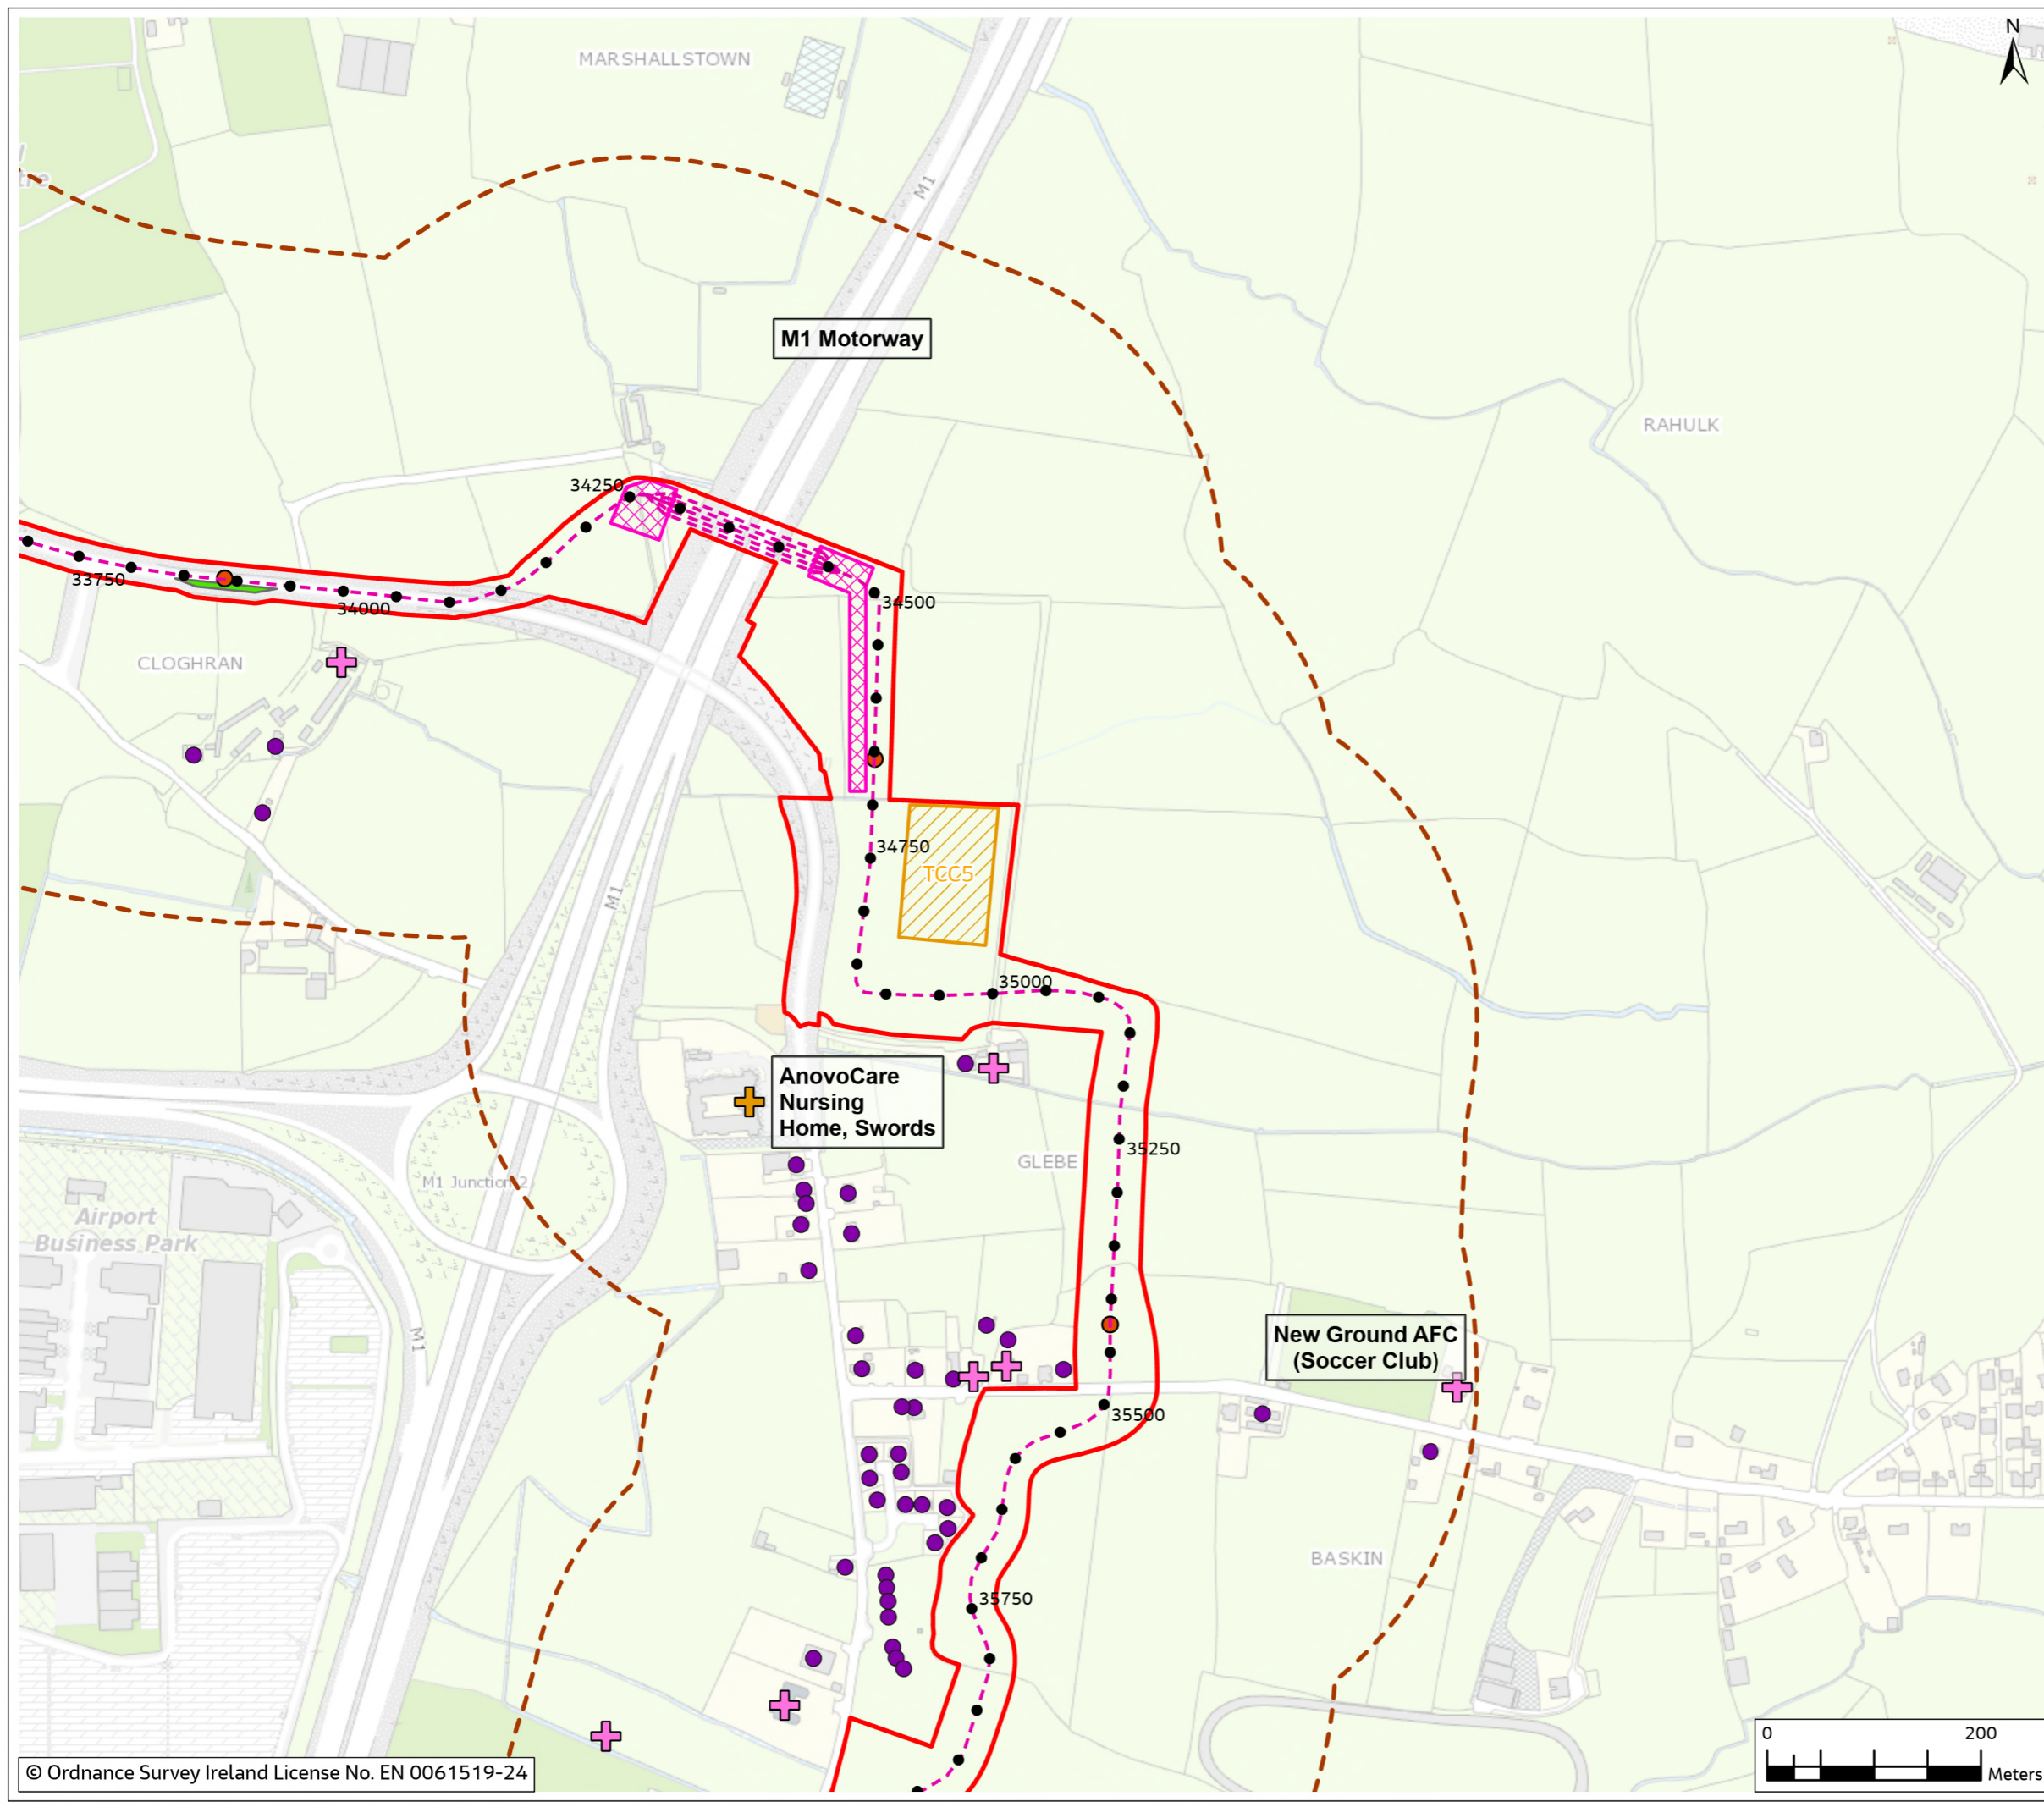 N
MARSHALLSTOWN
M1
M1 Motorway
RAHULK
34250
33750
34000
34500
CLOGHRAN
34750
TCC5
M1
35000
AnovoCare
Nursing
Home, Swords
35250
GLEBE
M1 Junction 2
Airport
Business Park
M1
New Ground AFC
(Soccer Club)
35500
BASKIN
35750
0 200
Meters
© Ordnance Survey Ireland License No. EN 0061519-24